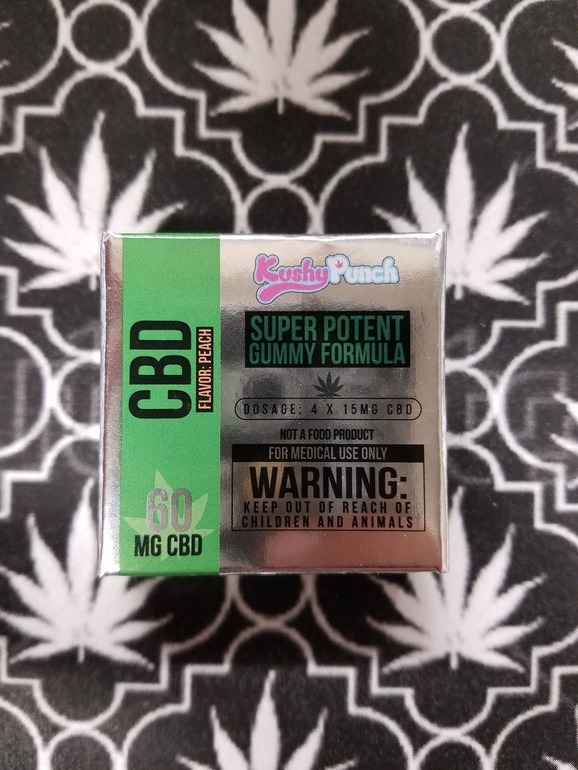 KushyPunch
SUPER POTENT
GUMMY FORMULA
DOSAGE: 4 X 15MG CBD
NOT A FOOD PRODUCT
FOR MEDICAL USE ONLY
WARNING:
KEEP OUT OF REACH OF
CHILDREN AND ANIMALS
CBD
FLAVOR: PEACH
60
MG CBD